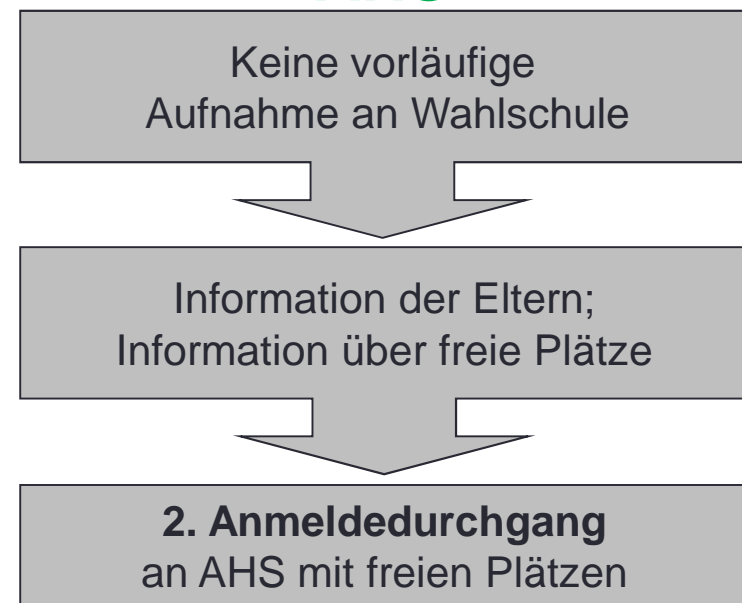 Keine vorläufige
Aufnahme an Wahlschule
Information der Eltern;
Information über freie Plätze
2. Anmeldedurchgang
an AHS mit freien Plätzen